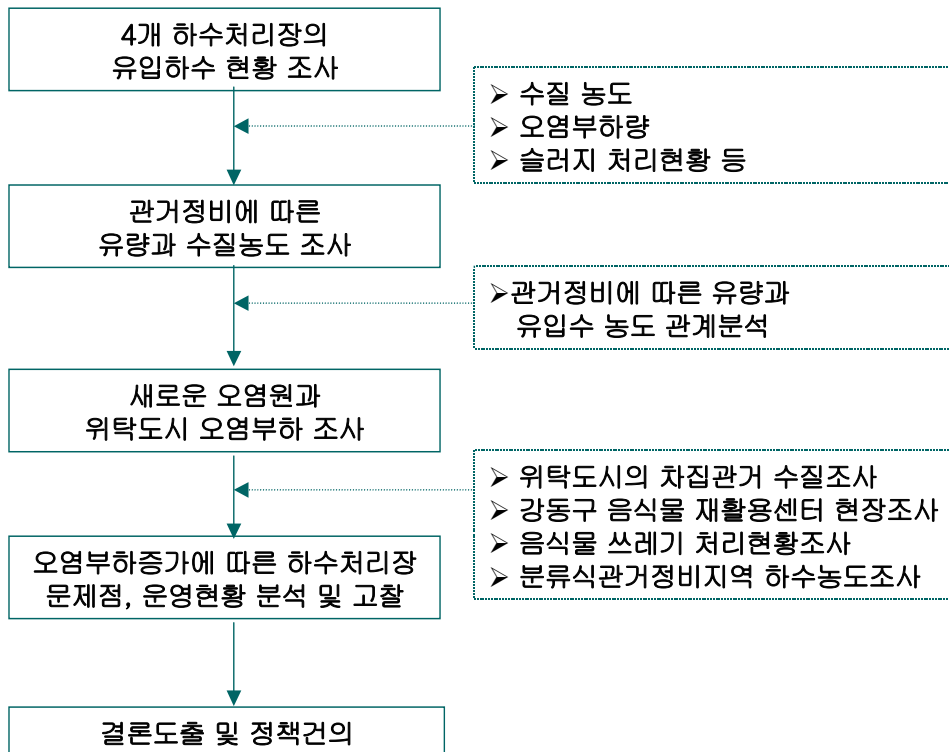 4개 하수처리장의
유입하수 현황 조사
➢ 수질 농도
➢ 오염부하량
➢ 슬러지 처리현황 등
관거정비에 따른
유량과 수질농도 조사
➢관거정비에 따른 유량과
유입수 농도 관계분석
새로운 오염원과
위탁도시 오염부하 조사
➢ 위탁도시의 차집관거 수질조사
➢ 강동구 음식물 재활용센터 현장조사
➢ 음식물 쓰레기 처리현황조사
➢ 분류식관거정비지역 하수농도조사
오염부하증가에 따른 하수처리장
문제점, 운영현황 분석 및 고찰
결론도출 및 정책건의